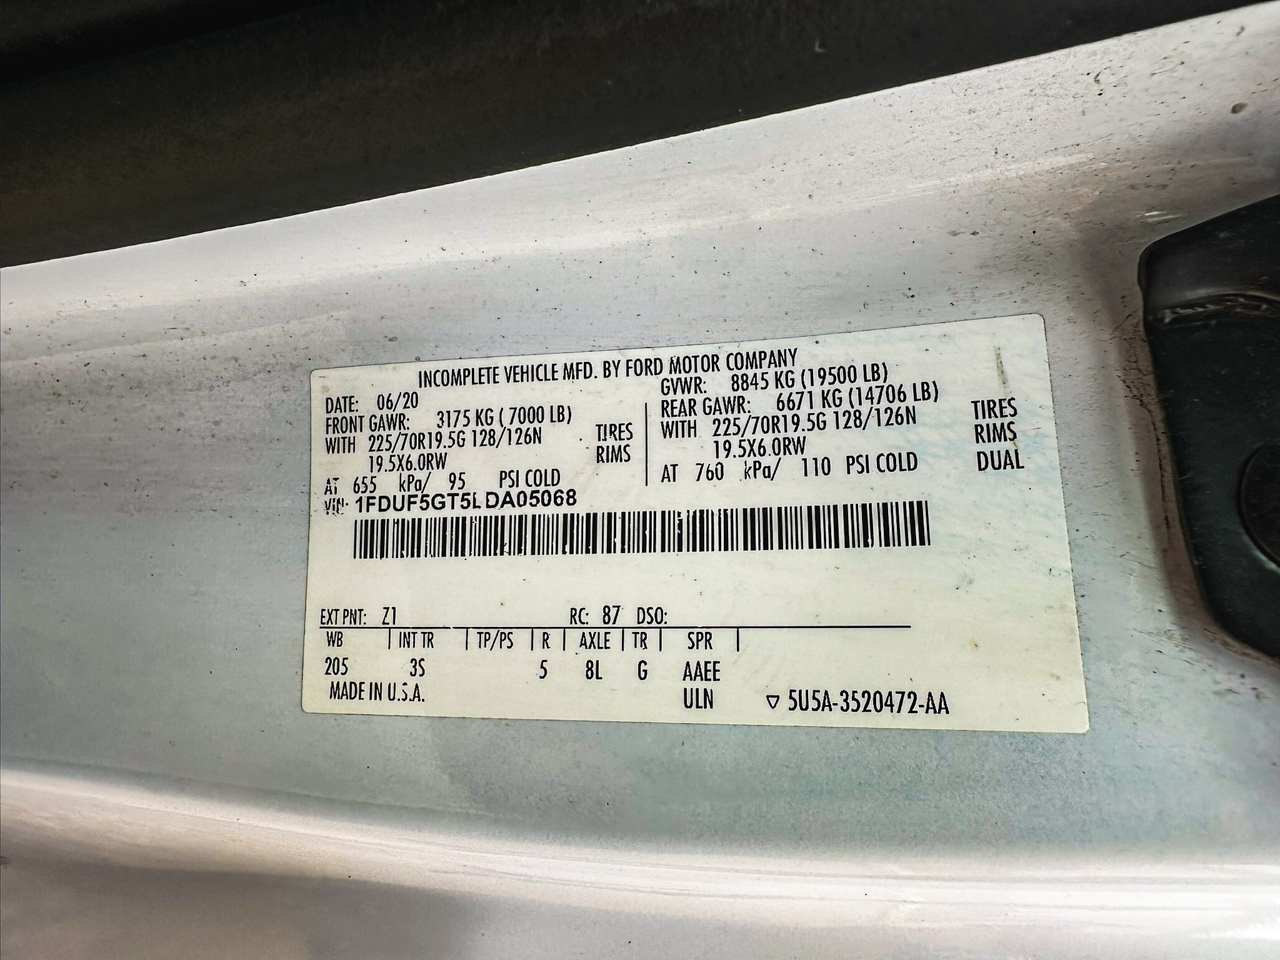 INCOMPLETE VEHICLE MFD. BY FORD MOTOR COMPANY
DATE: 06/20
GVWR: 8845 KG (19500 LB)
FRONT GAWR: 3175 KG ( 7000 LB)
REAR GAWR: 6671 KG (14706 LB)
WITH 225/70R19.5G 128/126N TIRES
WITH 225/70R19.5G 128/126N TIRES
19.5X6.0RW RIMS
19.5X6.0RW RIMS
AT 655 kPa/ 95 PSI COLD
AT 760 kPa/ 110 PSI COLD DUAL
VIN: 1FDUF5GT5LDA05068
EXT PNT: Z1 RC: 87 DSO:
WB | INT TR | TP/PS | R | AXLE | TR | SPR |
205 3S 5 8L G AAEE
MADE IN U.S.A. ULN ▽ 5U5A-3520472-AA